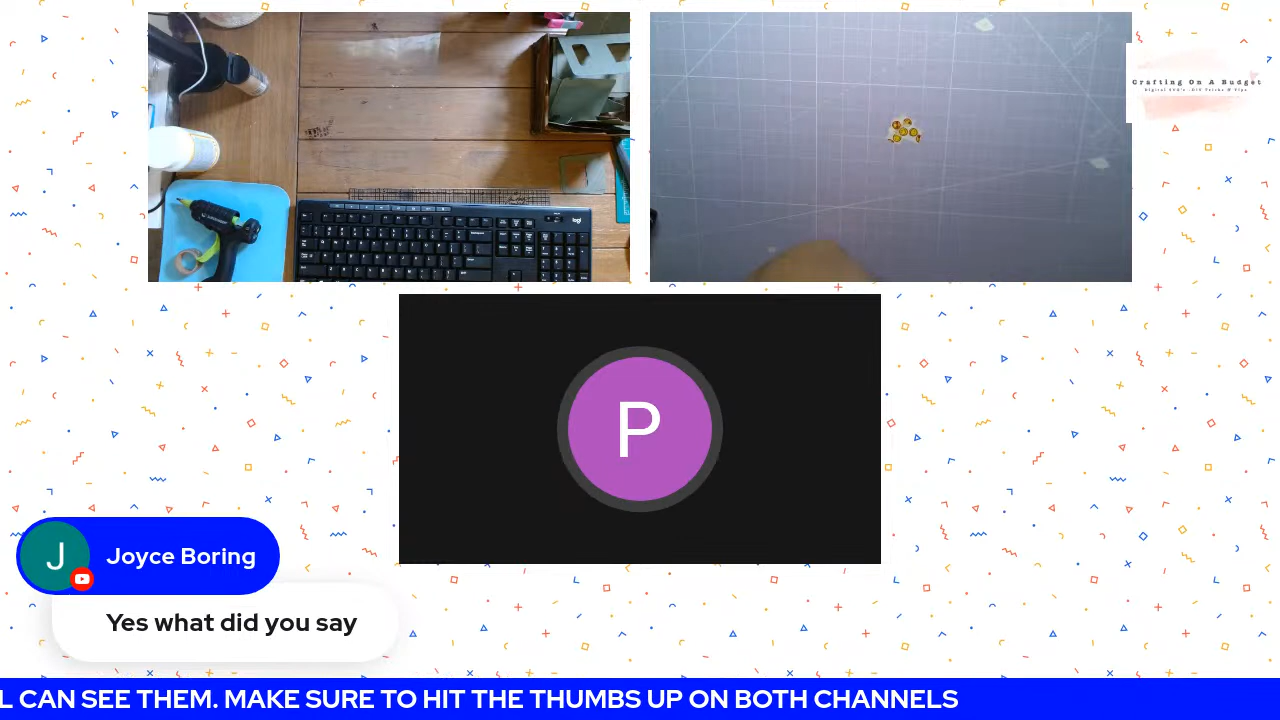 Crafting On A Budget
logi
P
J
Joyce Boring
Yes what did you say
L CAN SEE THEM. MAKE SURE TO HIT THE THUMBS UP ON BOTH CHANNELS